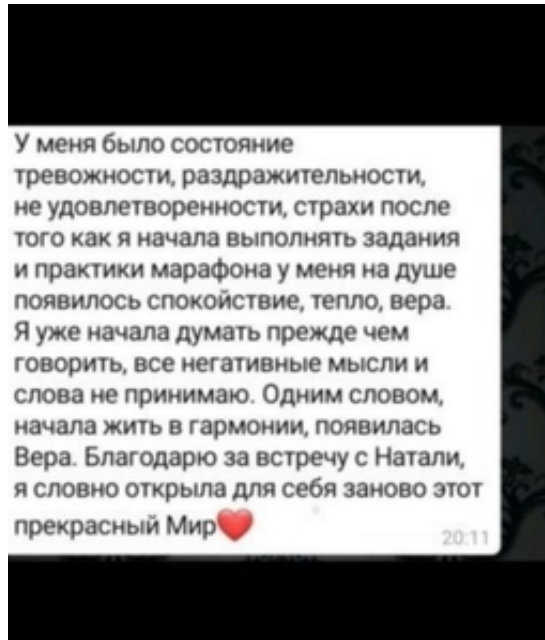 У меня было состояние
тревожности, раздражительности,
не удовлетворенности, страхи после
того как я начала выполнять задания
и практики марафона у меня на душе
появилось спокойствие, тепло, вера.
Я уже начала думать прежде чем
говорить, все негативные мысли и
слова не принимаю. Одним словом,
начала жить в гармонии, появилась
Вера. Благодарю за встречу с Натали,
я словно открыла для себя заново этот
прекрасный Мир❤️
20:11